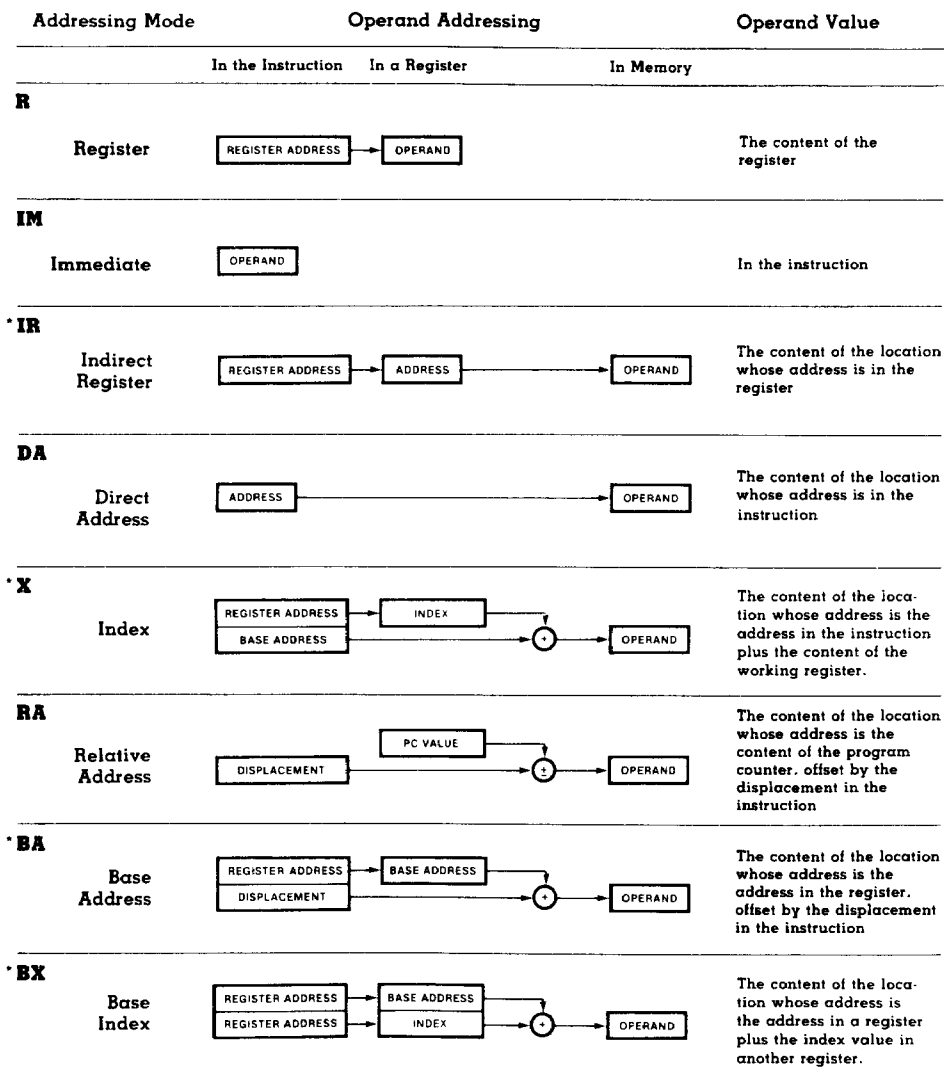 Addressing Mode Operand Addressing Operand Value
In the Instruction In a Register In Memory
R
Register
REGISTER ADDRESS OPERAND
The content of the
register
IM
Immediate
OPERAND
In the instruction
*IR
Indirect
Register
REGISTER ADDRESS ADDRESS OPERAND
The content of the location
whose address is in the
register
DA
Direct
Address
ADDRESS OPERAND
The content of the location
whose address is in the
instruction
*X
Index
REGISTER ADDRESS INDEX
BASE ADDRESS + OPERAND
The content of the loca-
tion whose address is the
address in the instruction
plus the content of the
working register.
RA
Relative
Address
PC VALUE
DISPLACEMENT ± OPERAND
The content of the location
whose address is the
content of the program
counter, offset by the
displacement in the
instruction
*BA
Base
Address
REGISTER ADDRESS BASE ADDRESS
DISPLACEMENT + OPERAND
The content of the location
whose address is the
address in the register,
offset by the displacement
in the instruction
*BX
Base
Index
REGISTER ADDRESS BASE ADDRESS
REGISTER ADDRESS INDEX + OPERAND
The content of the loca-
tion whose address is
the address in a register
plus the index value in
another register.